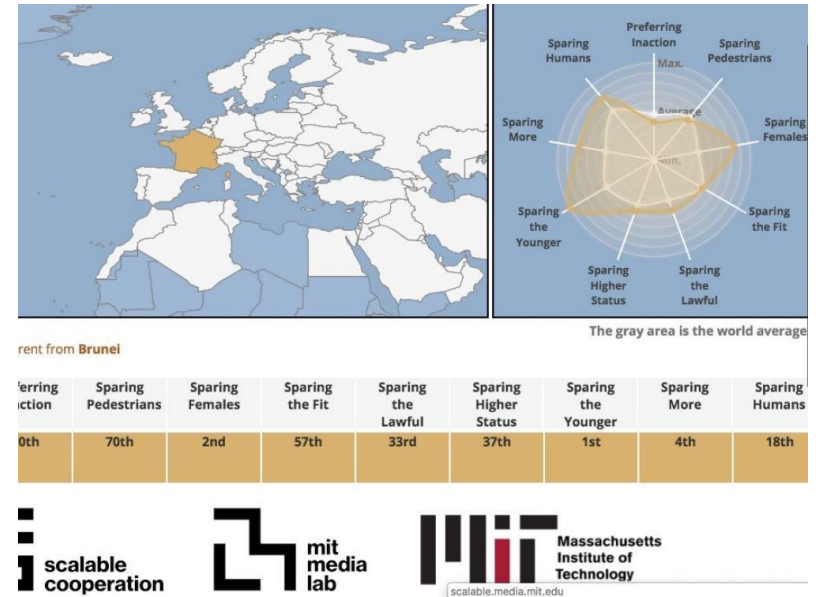 Preferring
Inaction
Sparing
Humans
Sparing
Pedestrians
Max.
Average
Sparing
More
Sparing
Females
Min.
Sparing
the
Younger
Sparing
the Fit
Sparing
Higher
Status
Sparing
the
Lawful
The gray area is the world average
rent from Brunei
ferring
ction
Sparing
Pedestrians
Sparing
Females
Sparing
the Fit
Sparing
the
Lawful
Sparing
Higher
Status
Sparing
the
Younger
Sparing
More
Sparing
Humans
0th 70th 2nd 57th 33rd 37th 1st 4th 18th
scalable
cooperation
mit
media
lab
Massachusetts
Institute of
Technology
scalable.media.mit.edu